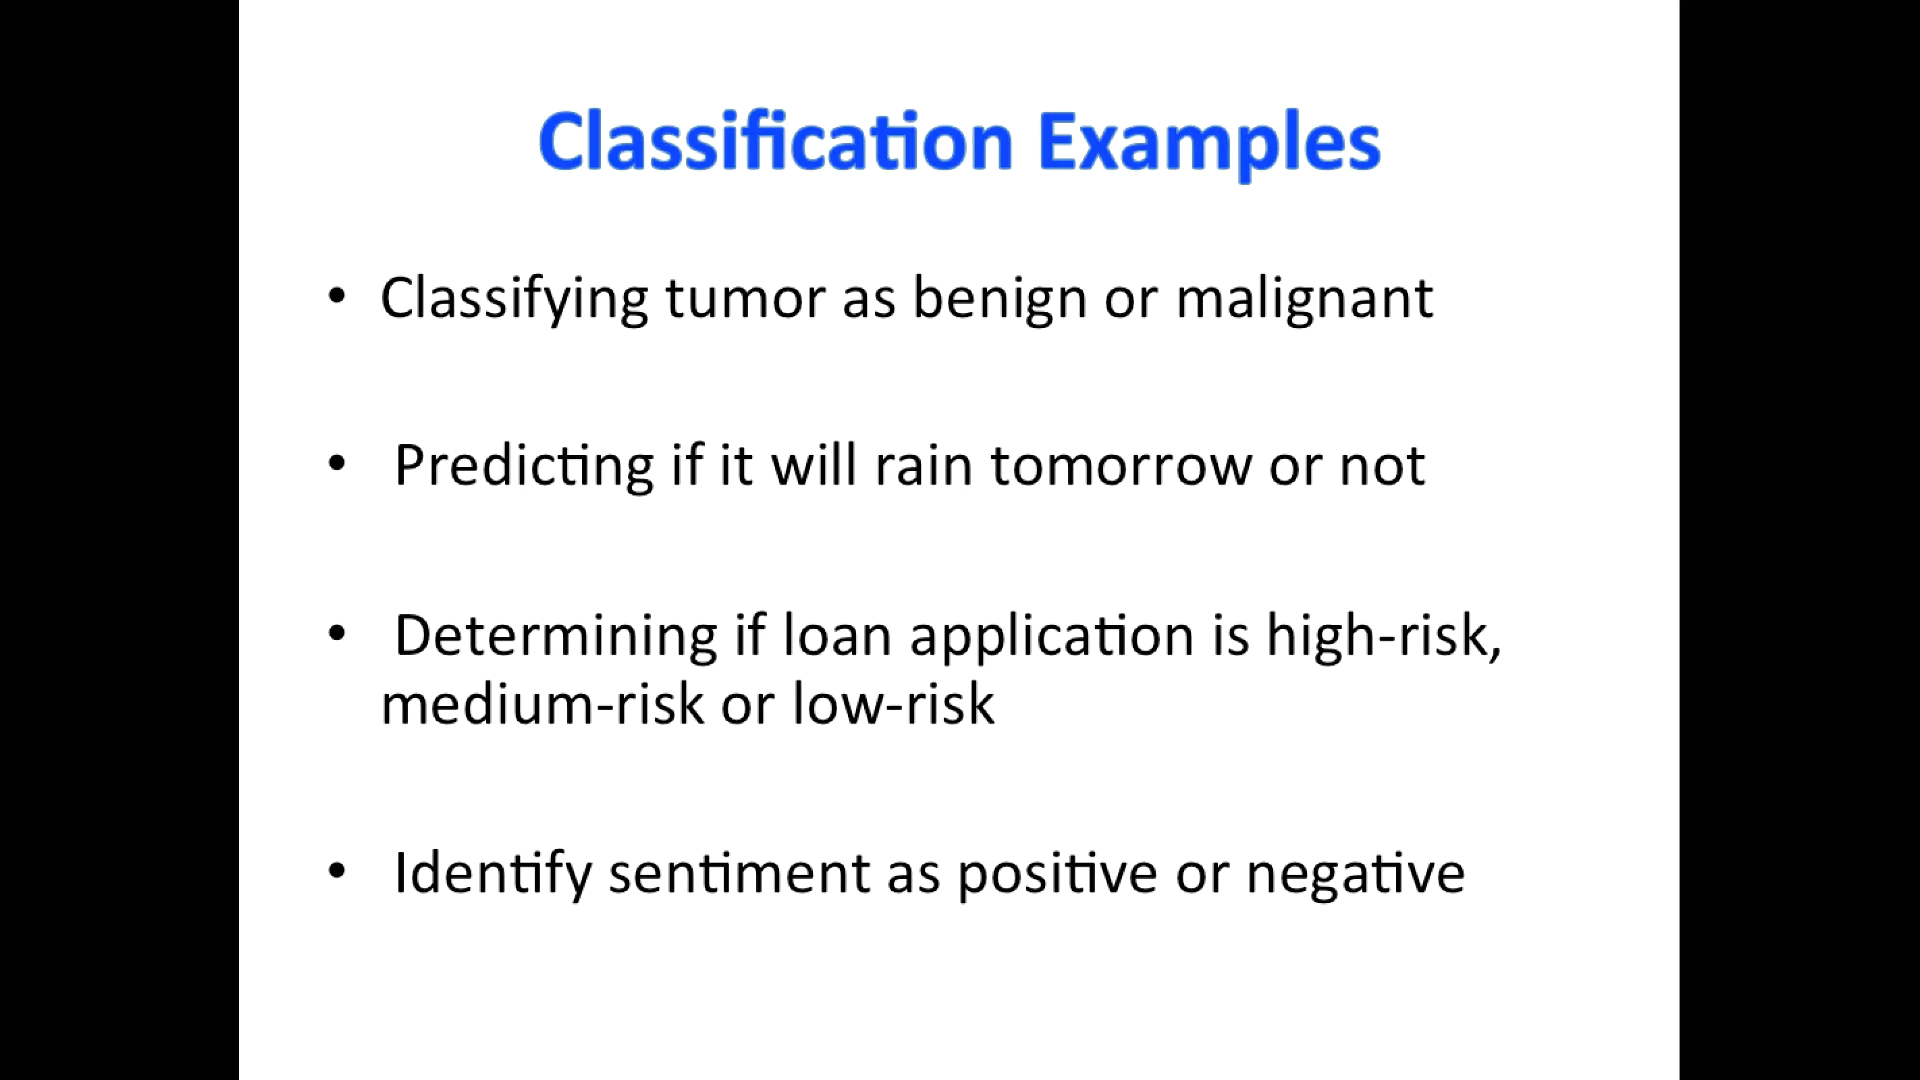 Classification Examples
• Classifying tumor as benign or malignant
• Predicting if it will rain tomorrow or not
• Determining if loan application is high-risk,
medium-risk or low-risk
• Identify sentiment as positive or negative